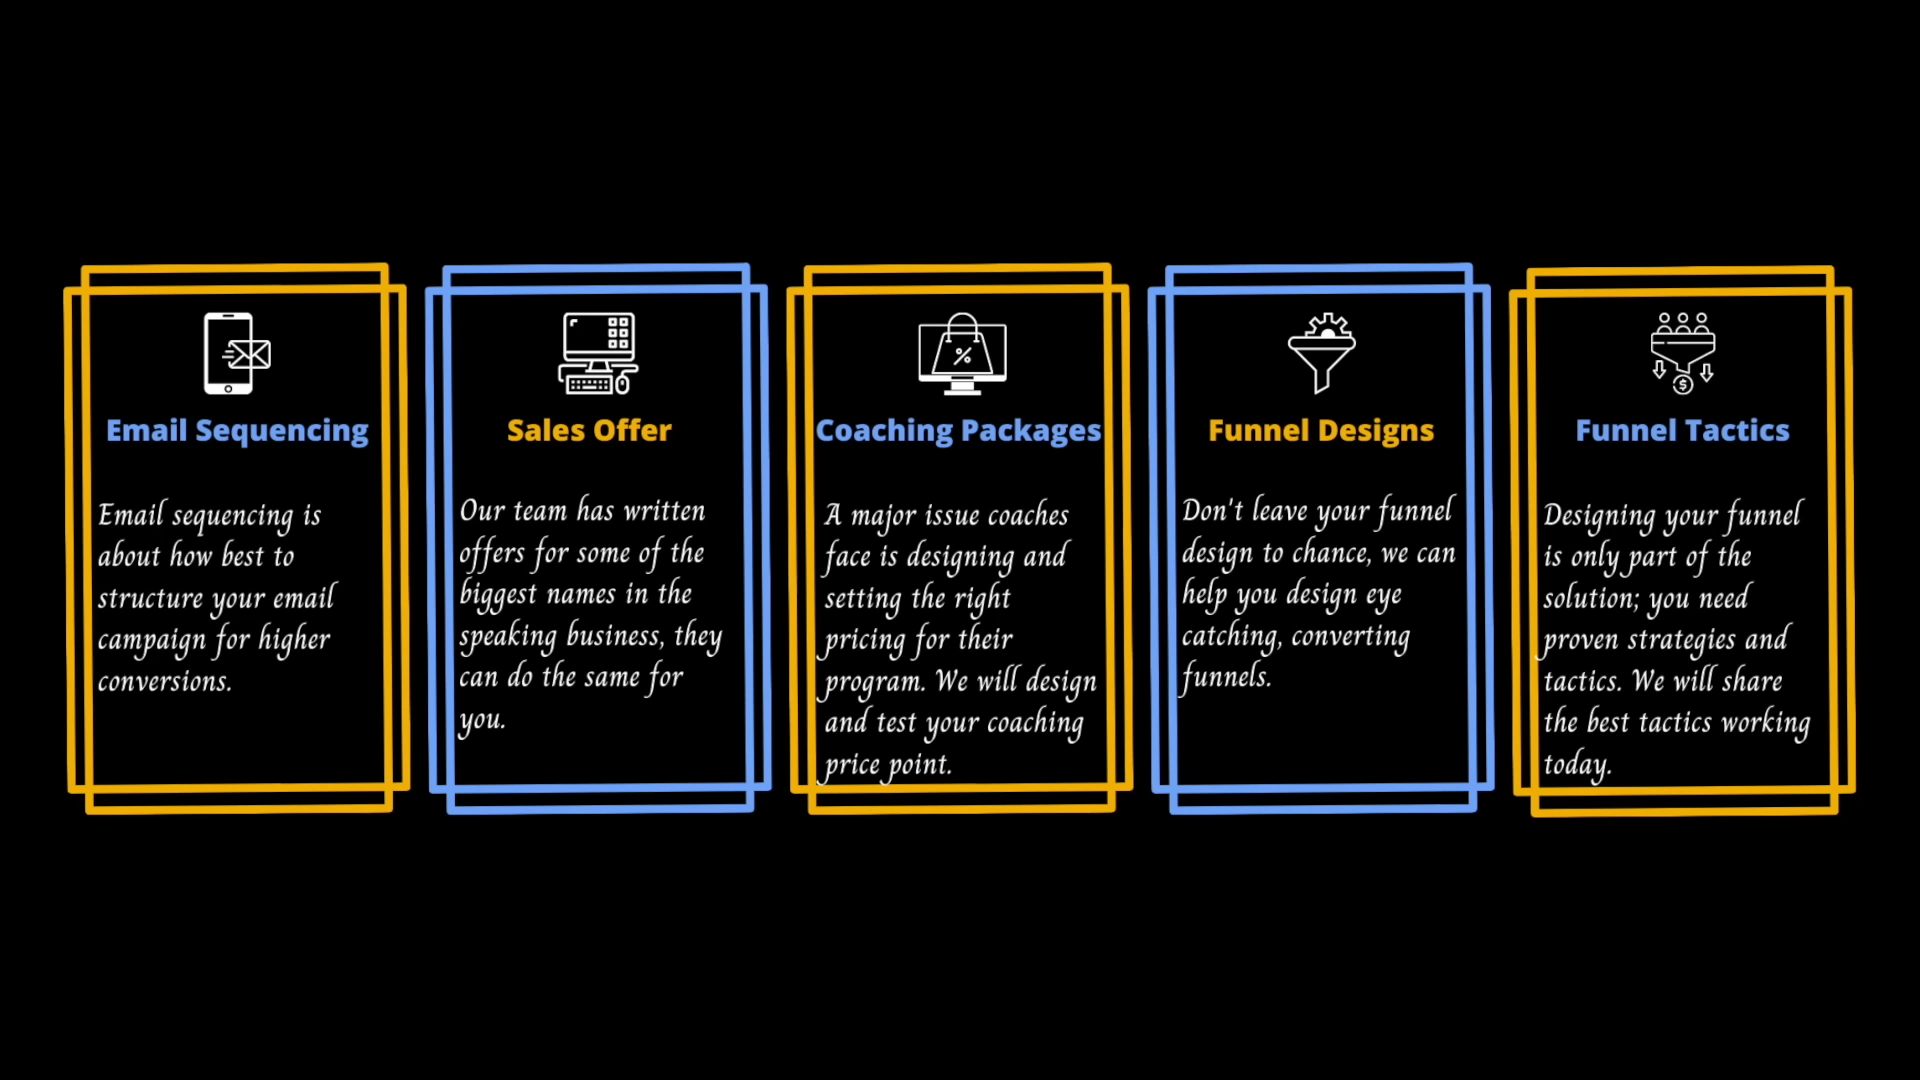 Email Sequencing
Email sequencing is
about how best to
structure your email
campaign for higher
conversions.
Sales Offer
Our team has written
offers for some of the
biggest names in the
speaking business, they
can do the same for
you.
%
Coaching Packages
A major issue coaches
face is designing and
setting the right
pricing for their
program. We will design
and test your coaching
price point.
Funnel Designs
Don't leave your funnel
design to chance, we can
help you design eye
catching, converting
funnels.
$
Funnel Tactics
Designing your funnel
is only part of the
solution; you need
proven strategies and
tactics. We will share
the best tactics working
today.